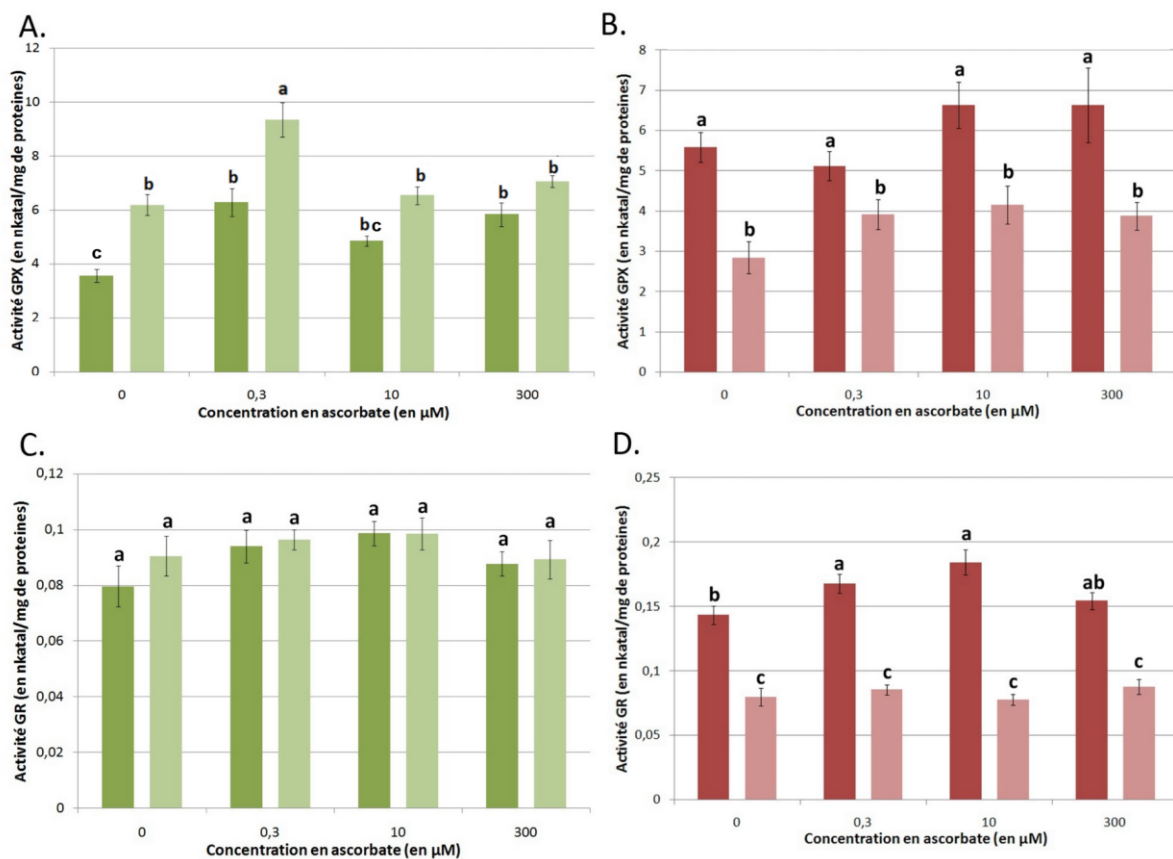 A.
Activité GPX (en nkatal/mg de proteines)
12
10
8
6
4
2
0
c
b
b
a
b c
b
b
b
0
0,3
10
300
Concentration en ascorbate (en µM)
B.
Activité GPX (en nkatal/mg de proteines)
8
7
6
5
4
3
2
1
0
a
b
a
b
a
b
a
b
0
0,3
10
300
Concentration en ascorbate (en µM)
C.
Activité GR (en nkatal/mg de proteines)
0,12
0,1
0,08
0,06
0,04
0,02
0
a
a
a
a
a
a
a
a
0
0,3
10
300
Concentration en ascorbate (en µM)
D.
Activité GR (en nkatal/mg de proteines)
0,25
0,2
0,15
0,1
0,05
0
b
c
a
c
a
c
ab
c
0
0,3
10
300
Concentration en ascorbate (en µM)